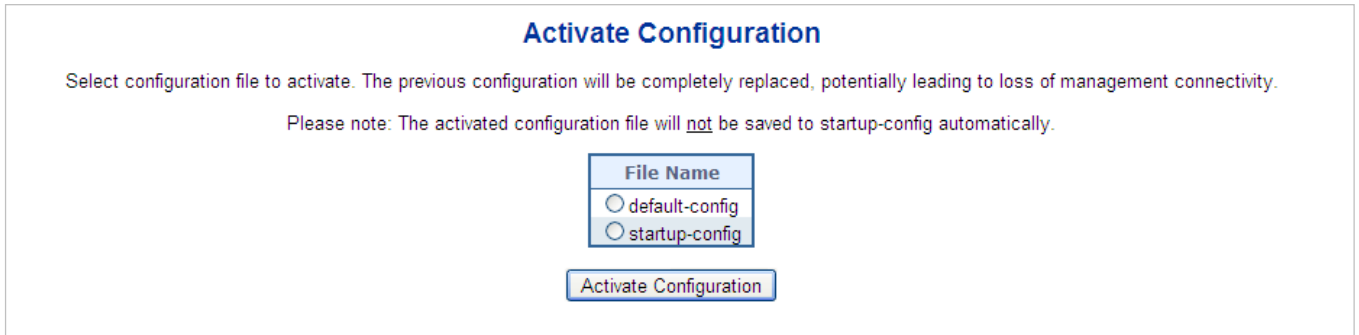 Activate Configuration
Select configuration file to activate. The previous configuration will be completely replaced, potentially leading to loss of management connectivity.
Please note: The activated configuration file will not be saved to startup-config automatically.
File Name
default-config
startup-config
Activate Configuration